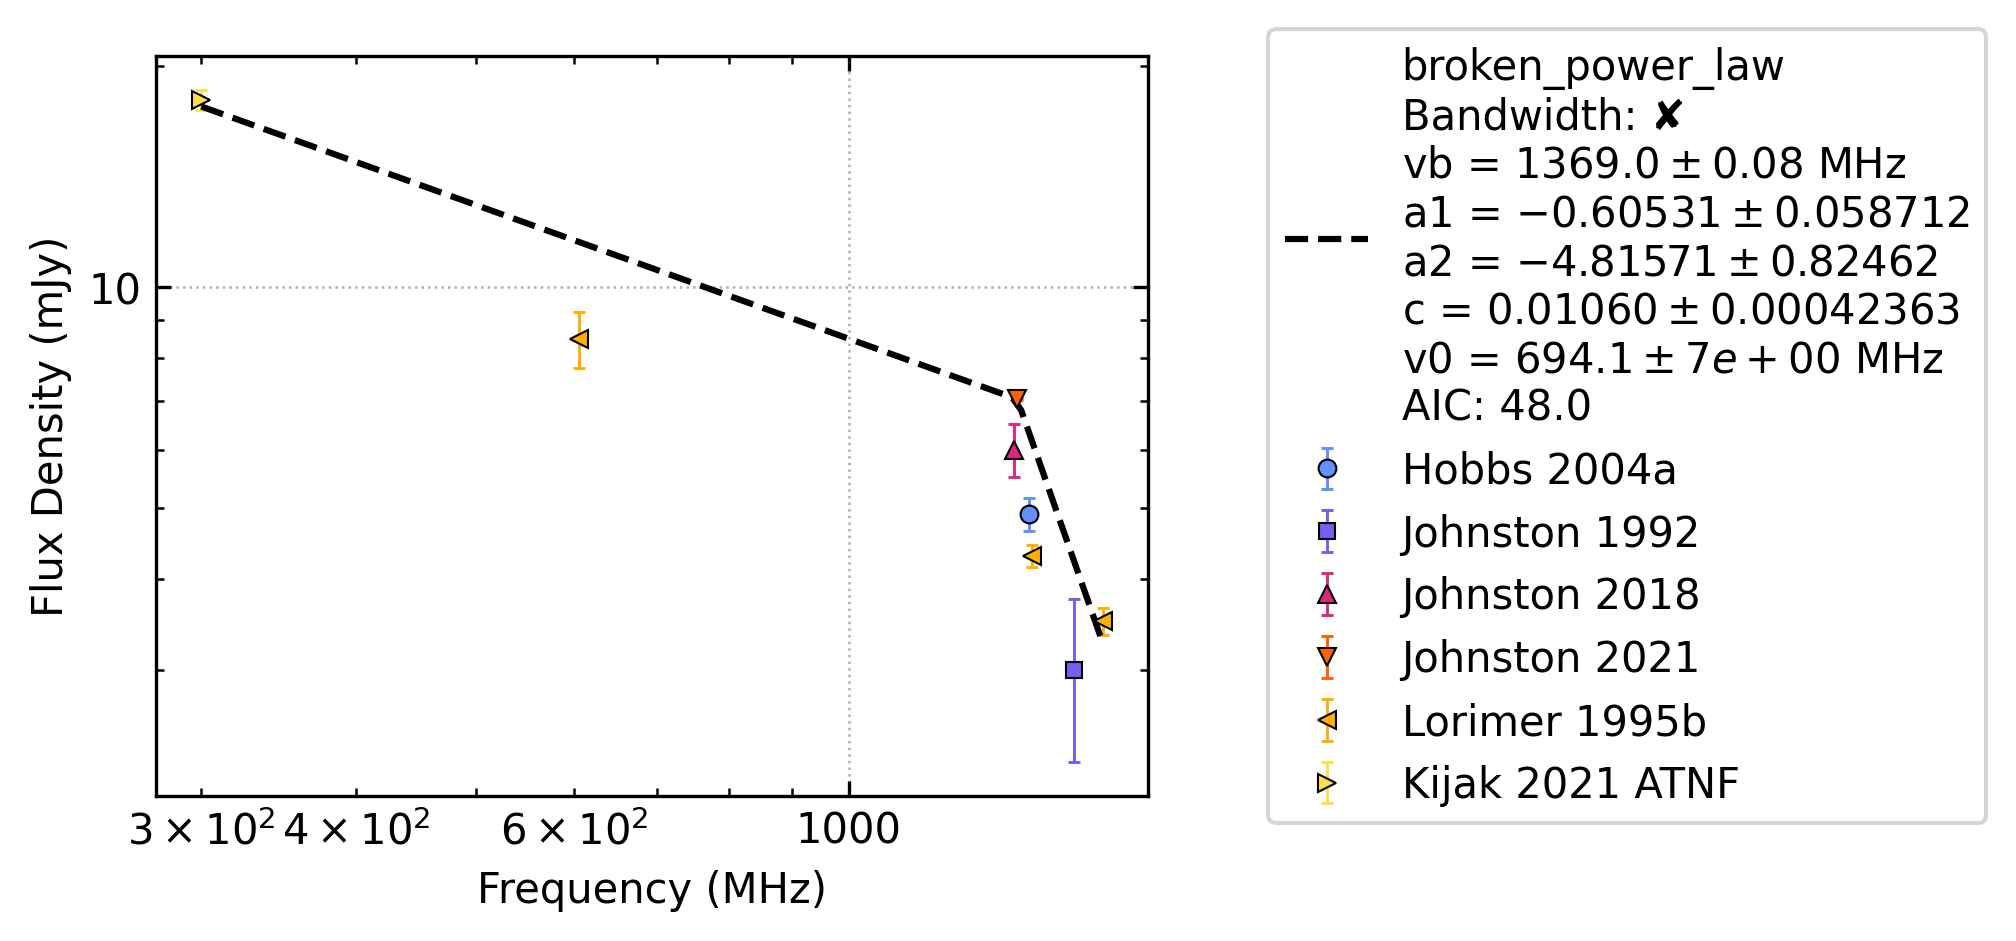 10
Flux Density (mJy)
3 × 10² 4 × 10² 6 × 10² 1000
Frequency (MHz)
broken_power_law
Bandwidth: ✘
vb = 1369.0 ± 0.08 MHz
a1 = −0.60531 ± 0.058712
a2 = −4.81571 ± 0.82462
c = 0.01060 ± 0.00042363
v0 = 694.1 ± 7e + 00 MHz
AIC: 48.0
Hobbs 2004a
Johnston 1992
Johnston 2018
Johnston 2021
Lorimer 1995b
Kijak 2021 ATNF